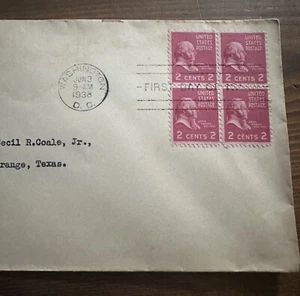 WASHINGTON
JUN 3
9-AM
1938
D. C.
FIRST DAY
UNITED
STATES
POSTAGE
2 CENTS 2
UNITED
STATES
POSTAGE
2 CENTS 2
UNITED
STATES
POSTAGE
2 CENTS 2
UNITED
STATES
POSTAGE
2 CENTS 2
ecil R.Coale, Jr.,
range, Texas.